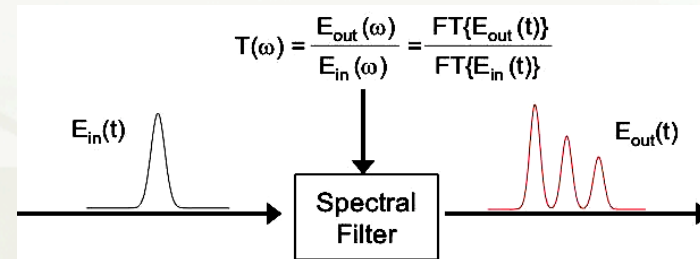 T(ω) = E_out(ω) / E_in(ω) = FT{E_out(t)} / FT{E_in(t)}
E_in(t)
E_out(t)
Spectral
Filter